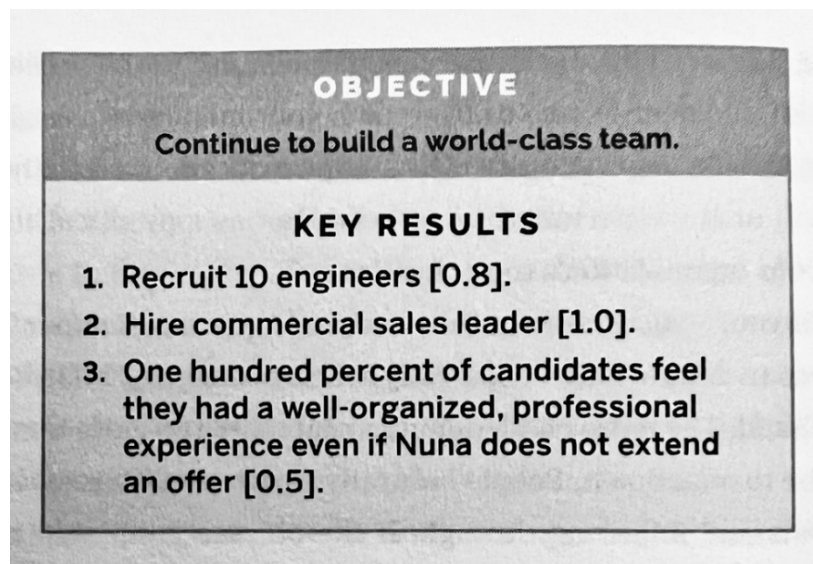 OBJECTIVE
Continue to build a world-class team.
KEY RESULTS
1. Recruit 10 engineers [0.8].
2. Hire commercial sales leader [1.0].
3. One hundred percent of candidates feel
they had a well-organized, professional
experience even if Nuna does not extend
an offer [0.5].